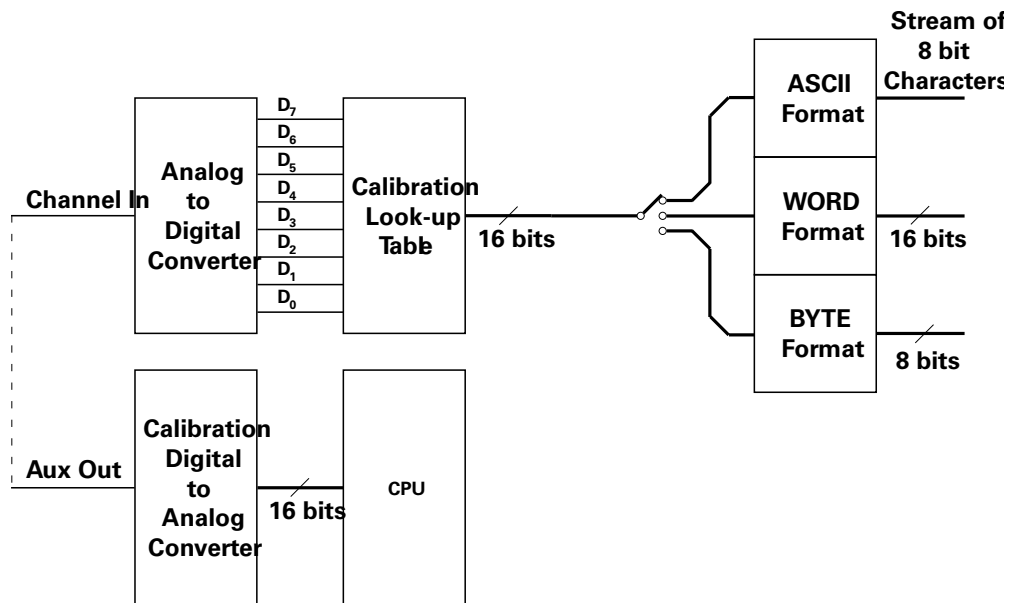 Stream of
8 bit
Characters
ASCII
Format
D7
D6
D5
D4
D3
D2
D1
D0
Analog
to
Digital
Converter
Channel In
Calibration
Look-up
Table
16 bits
WORD
Format
16 bits
BYTE
Format
8 bits
Aux Out
Calibration
Digital
to
Analog
Converter
16 bits
CPU